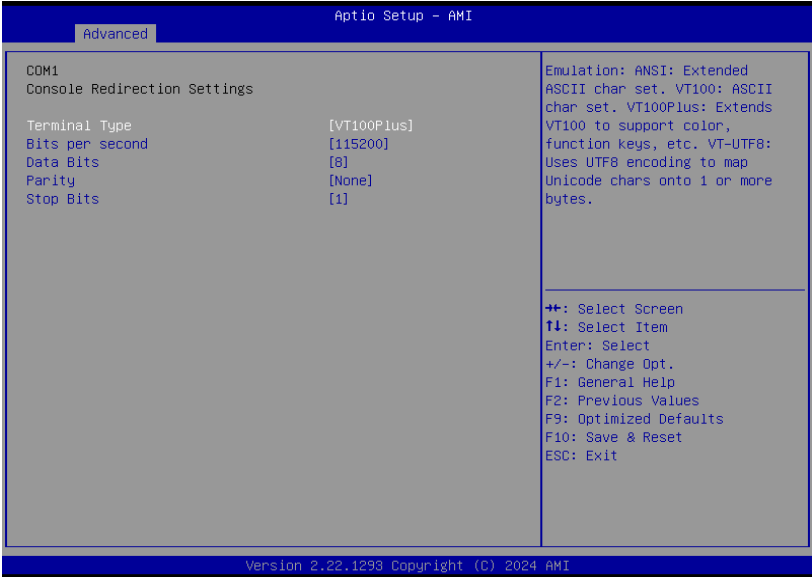 Aptio Setup – AMI
Advanced
COM1
Console Redirection Settings
Terminal Type [VT100Plus]
Bits per second [115200]
Data Bits [8]
Parity [None]
Stop Bits [1]
Emulation: ANSI: Extended
ASCII char set. VT100: ASCII
char set. VT100Plus: Extends
VT100 to support color,
function keys, etc. VT-UTF8:
Uses UTF8 encoding to map
Unicode chars onto 1 or more
bytes.
→←: Select Screen
↑↓: Select Item
Enter: Select
+/-: Change Opt.
F1: General Help
F2: Previous Values
F9: Optimized Defaults
F10: Save & Reset
ESC: Exit
Version 2.22.1293 Copyright (C) 2024 AMI